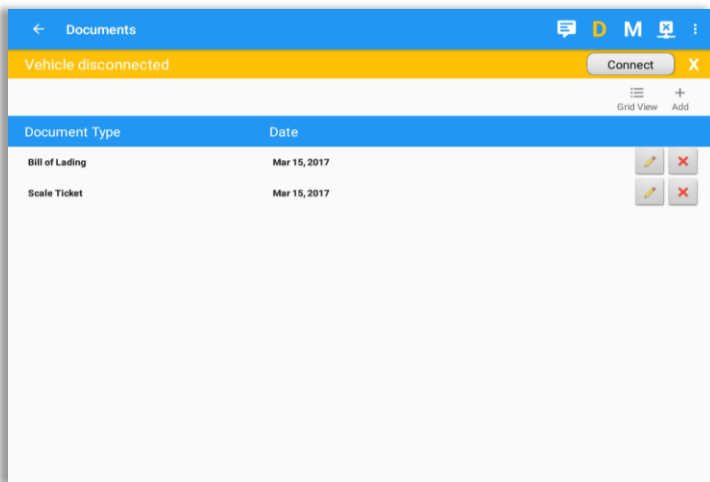 Documents D M
Vehicle disconnected Connect X
Grid View Add
Document Type Date
Bill of Lading Mar 15, 2017
Scale Ticket Mar 15, 2017